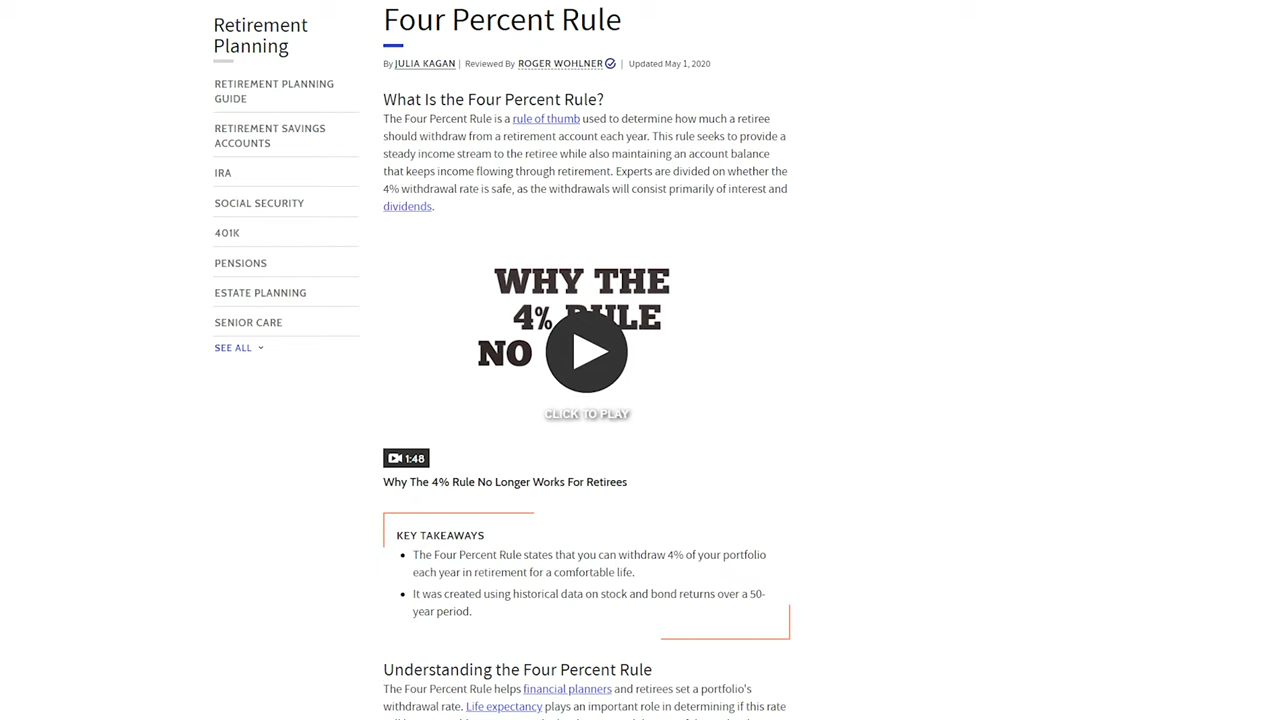 Retirement
Planning
RETIREMENT PLANNING
GUIDE
RETIREMENT SAVINGS
ACCOUNTS
IRA
SOCIAL SECURITY
401K
PENSIONS
ESTATE PLANNING
SENIOR CARE
SEE ALL
Four Percent Rule
By JULIA KAGAN | Reviewed By ROGER WOHLNER | Updated May 1, 2020
What Is the Four Percent Rule?
The Four Percent Rule is a rule of thumb used to determine how much a retiree
should withdraw from a retirement account each year. This rule seeks to provide a
steady income stream to the retiree while also maintaining an account balance
that keeps income flowing through retirement. Experts are divided on whether the
4% withdrawal rate is safe, as the withdrawals will consist primarily of interest and
dividends.
WHY THE
4% RULE
NO
CLICK TO PLAY
1:48
Why The 4% Rule No Longer Works For Retirees
KEY TAKEAWAYS
• The Four Percent Rule states that you can withdraw 4% of your portfolio
each year in retirement for a comfortable life.
• It was created using historical data on stock and bond returns over a 50-
year period.
Understanding the Four Percent Rule
The Four Percent Rule helps financial planners and retirees set a portfolio's
withdrawal rate. Life expectancy plays an important role in determining if this rate